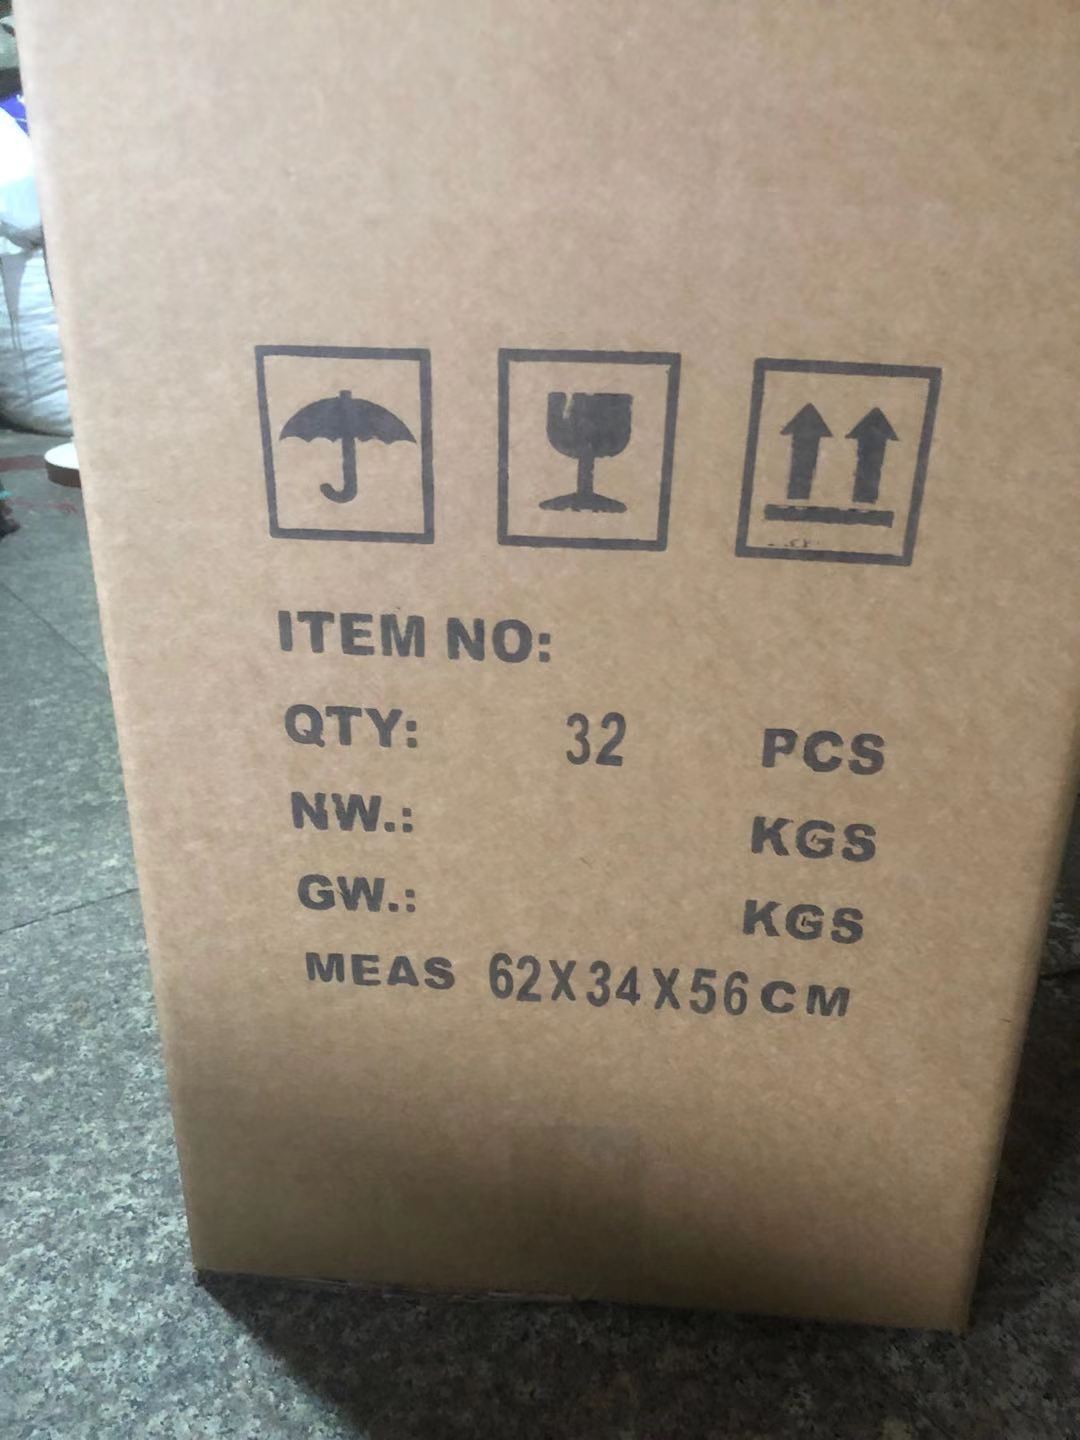 ITEM NO:
QTY: 32 PCS
NW.: KGS
GW.: KGS
MEAS 62X34X56CM